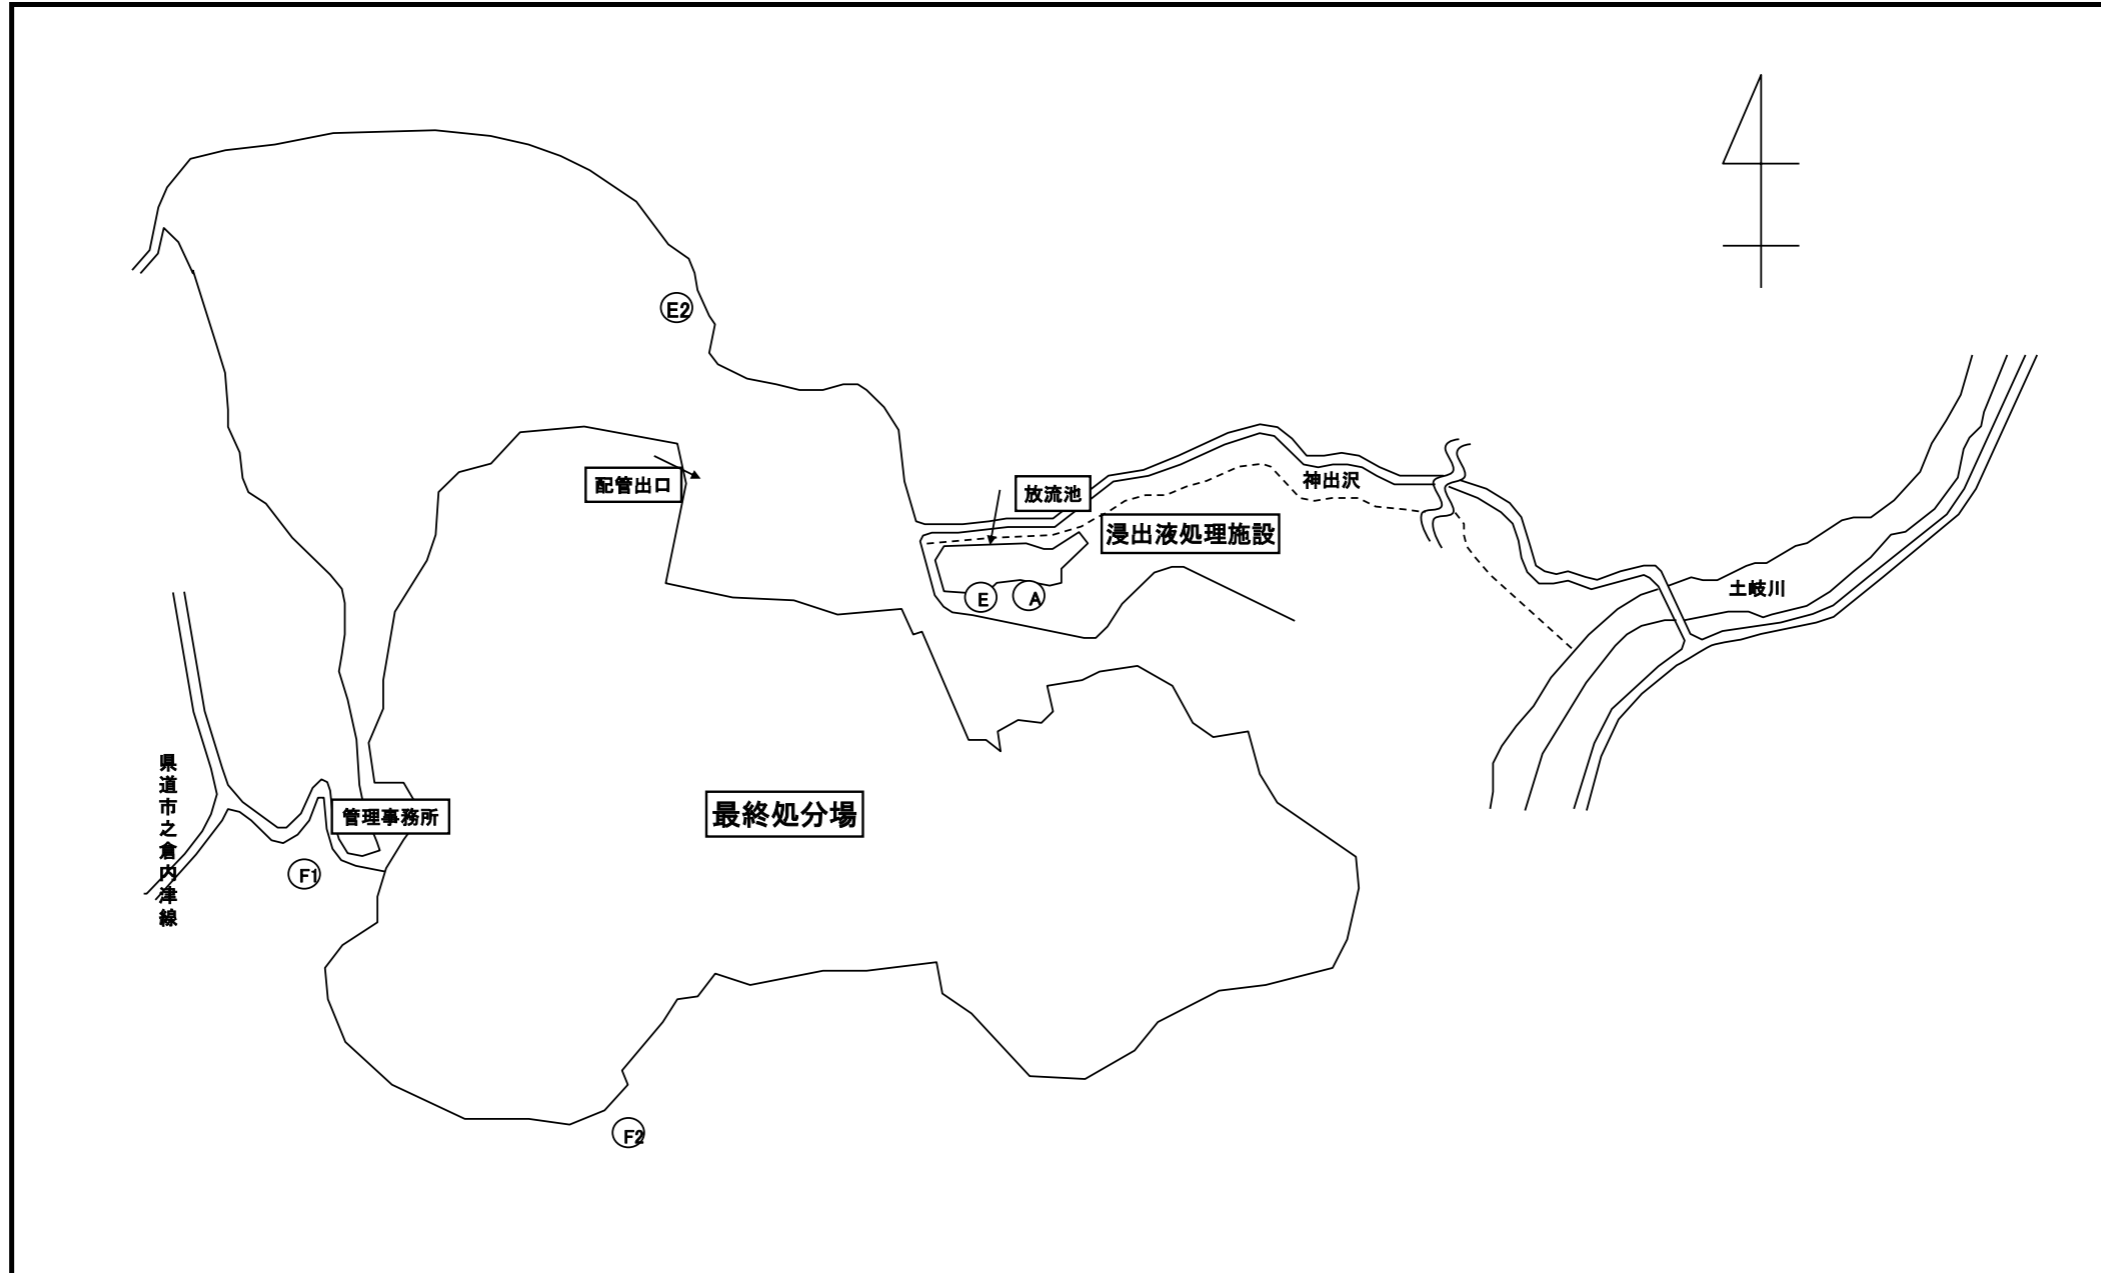 E2
配管出口
放流池
神出沢
浸出液処理施設
E
A
土岐川
県道市之倉内津線
管理事務所
最終処分場
F1
F2